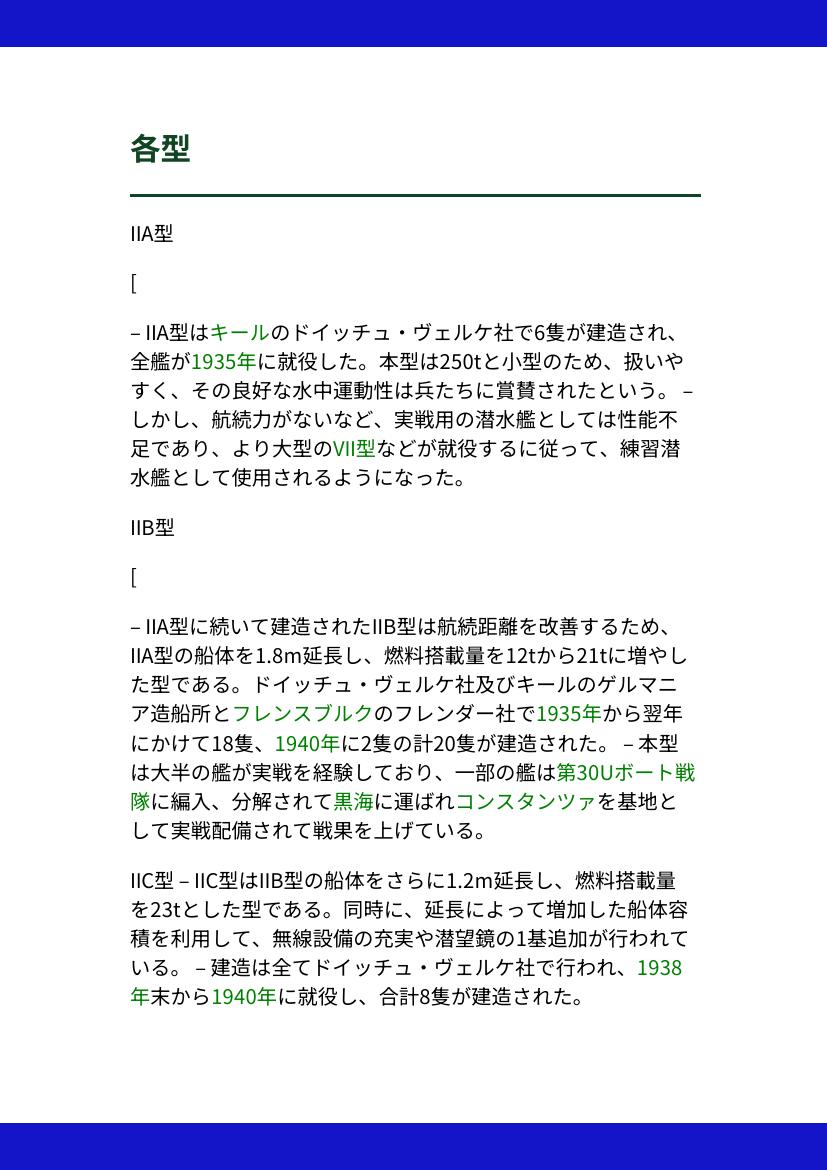 各型
IIA型
[
– IIA型はキールのドイッチュ・ヴェルケ社で6隻が建造され、
全艦が1935年に就役した。本型は250tと小型のため、扱いや
すく、その良好な水中運動性は兵たちに賞賛されたという。 –
しかし、航続力がないなど、実戦用の潜水艦としては性能不
足であり、より大型のVII型などが就役するに従って、練習潜
水艦として使用されるようになった。
IIB型
[
– IIA型に続いて建造されたIIB型は航続距離を改善するため、
IIA型の船体を1.8m延長し、燃料搭載量を12tから21tに増やし
た型である。ドイッチュ・ヴェルケ社及びキールのゲルマニ
ア造船所とフレンスブルクのフレンダー社で1935年から翌年
にかけて18隻、1940年に2隻の計20隻が建造された。 – 本型
は大半の艦が実戦を経験しており、一部の艦は第30Uボート戦
隊に編入、分解されて黒海に運ばれコンスタンツァを基地と
して実戦配備されて戦果を上げている。
IIC型 – IIC型はIIB型の船体をさらに1.2m延長し、燃料搭載量
を23tとした型である。同時に、延長によって増加した船体容
積を利用して、無線設備の充実や潜望鏡の1基追加が行われて
いる。 – 建造は全てドイッチュ・ヴェルケ社で行われ、1938
年末から1940年に就役し、合計8隻が建造された。